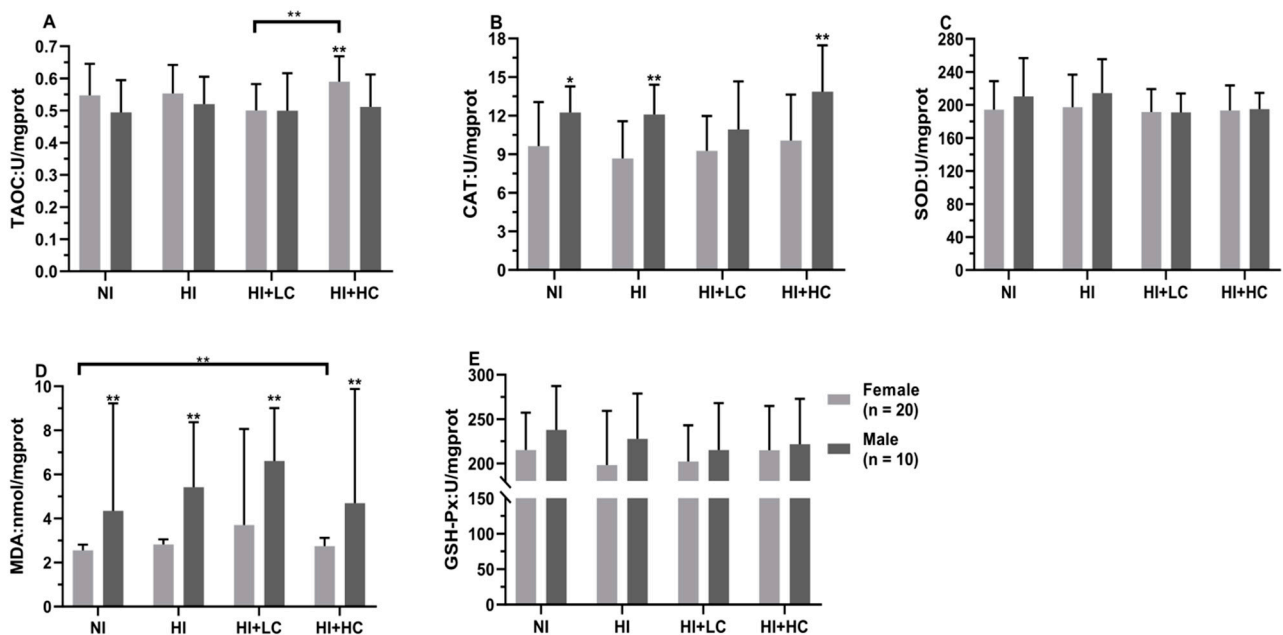 A
**
**
TAOC:U/mgprot
0.7
0.6
0.5
0.4
0.3
0.2
0.1
0.0
NI HI HI+LC HI+HC
B
* ** **
CAT:U/mgprot
18
15
12
9
6
3
0
NI HI HI+LC HI+HC
C
SOD:U/mgprot
280
240
200
160
120
80
40
0
NI HI HI+LC HI+HC
D
**
** ** ** **
MDA:nmol/mgprot
10
8
6
4
2
0
NI HI HI+LC HI+HC
E
GSH-Px:U/mgprot
300
250
200
150
100
50
0
NI HI HI+LC HI+HC
Female
(n = 20)
Male
(n = 10)